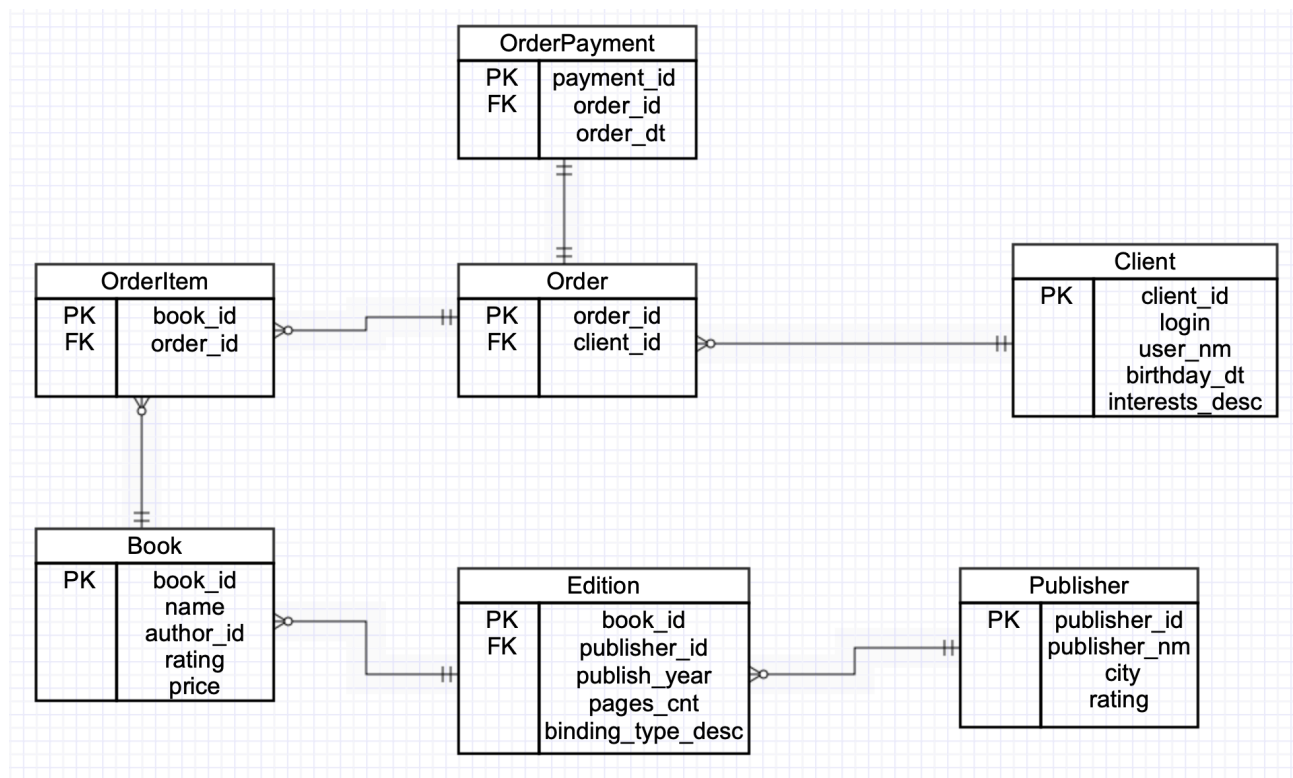 OrderPayment
PK payment_id
FK order_id
order_dt
OrderItem
PK book_id
FK order_id
Order
PK order_id
FK client_id
Client
PK client_id
login
user_nm
birthday_dt
interests_desc
Book
PK book_id
name
author_id
rating
price
Edition
PK book_id
FK publisher_id
publish_year
pages_cnt
binding_type_desc
Publisher
PK publisher_id
publisher_nm
city
rating